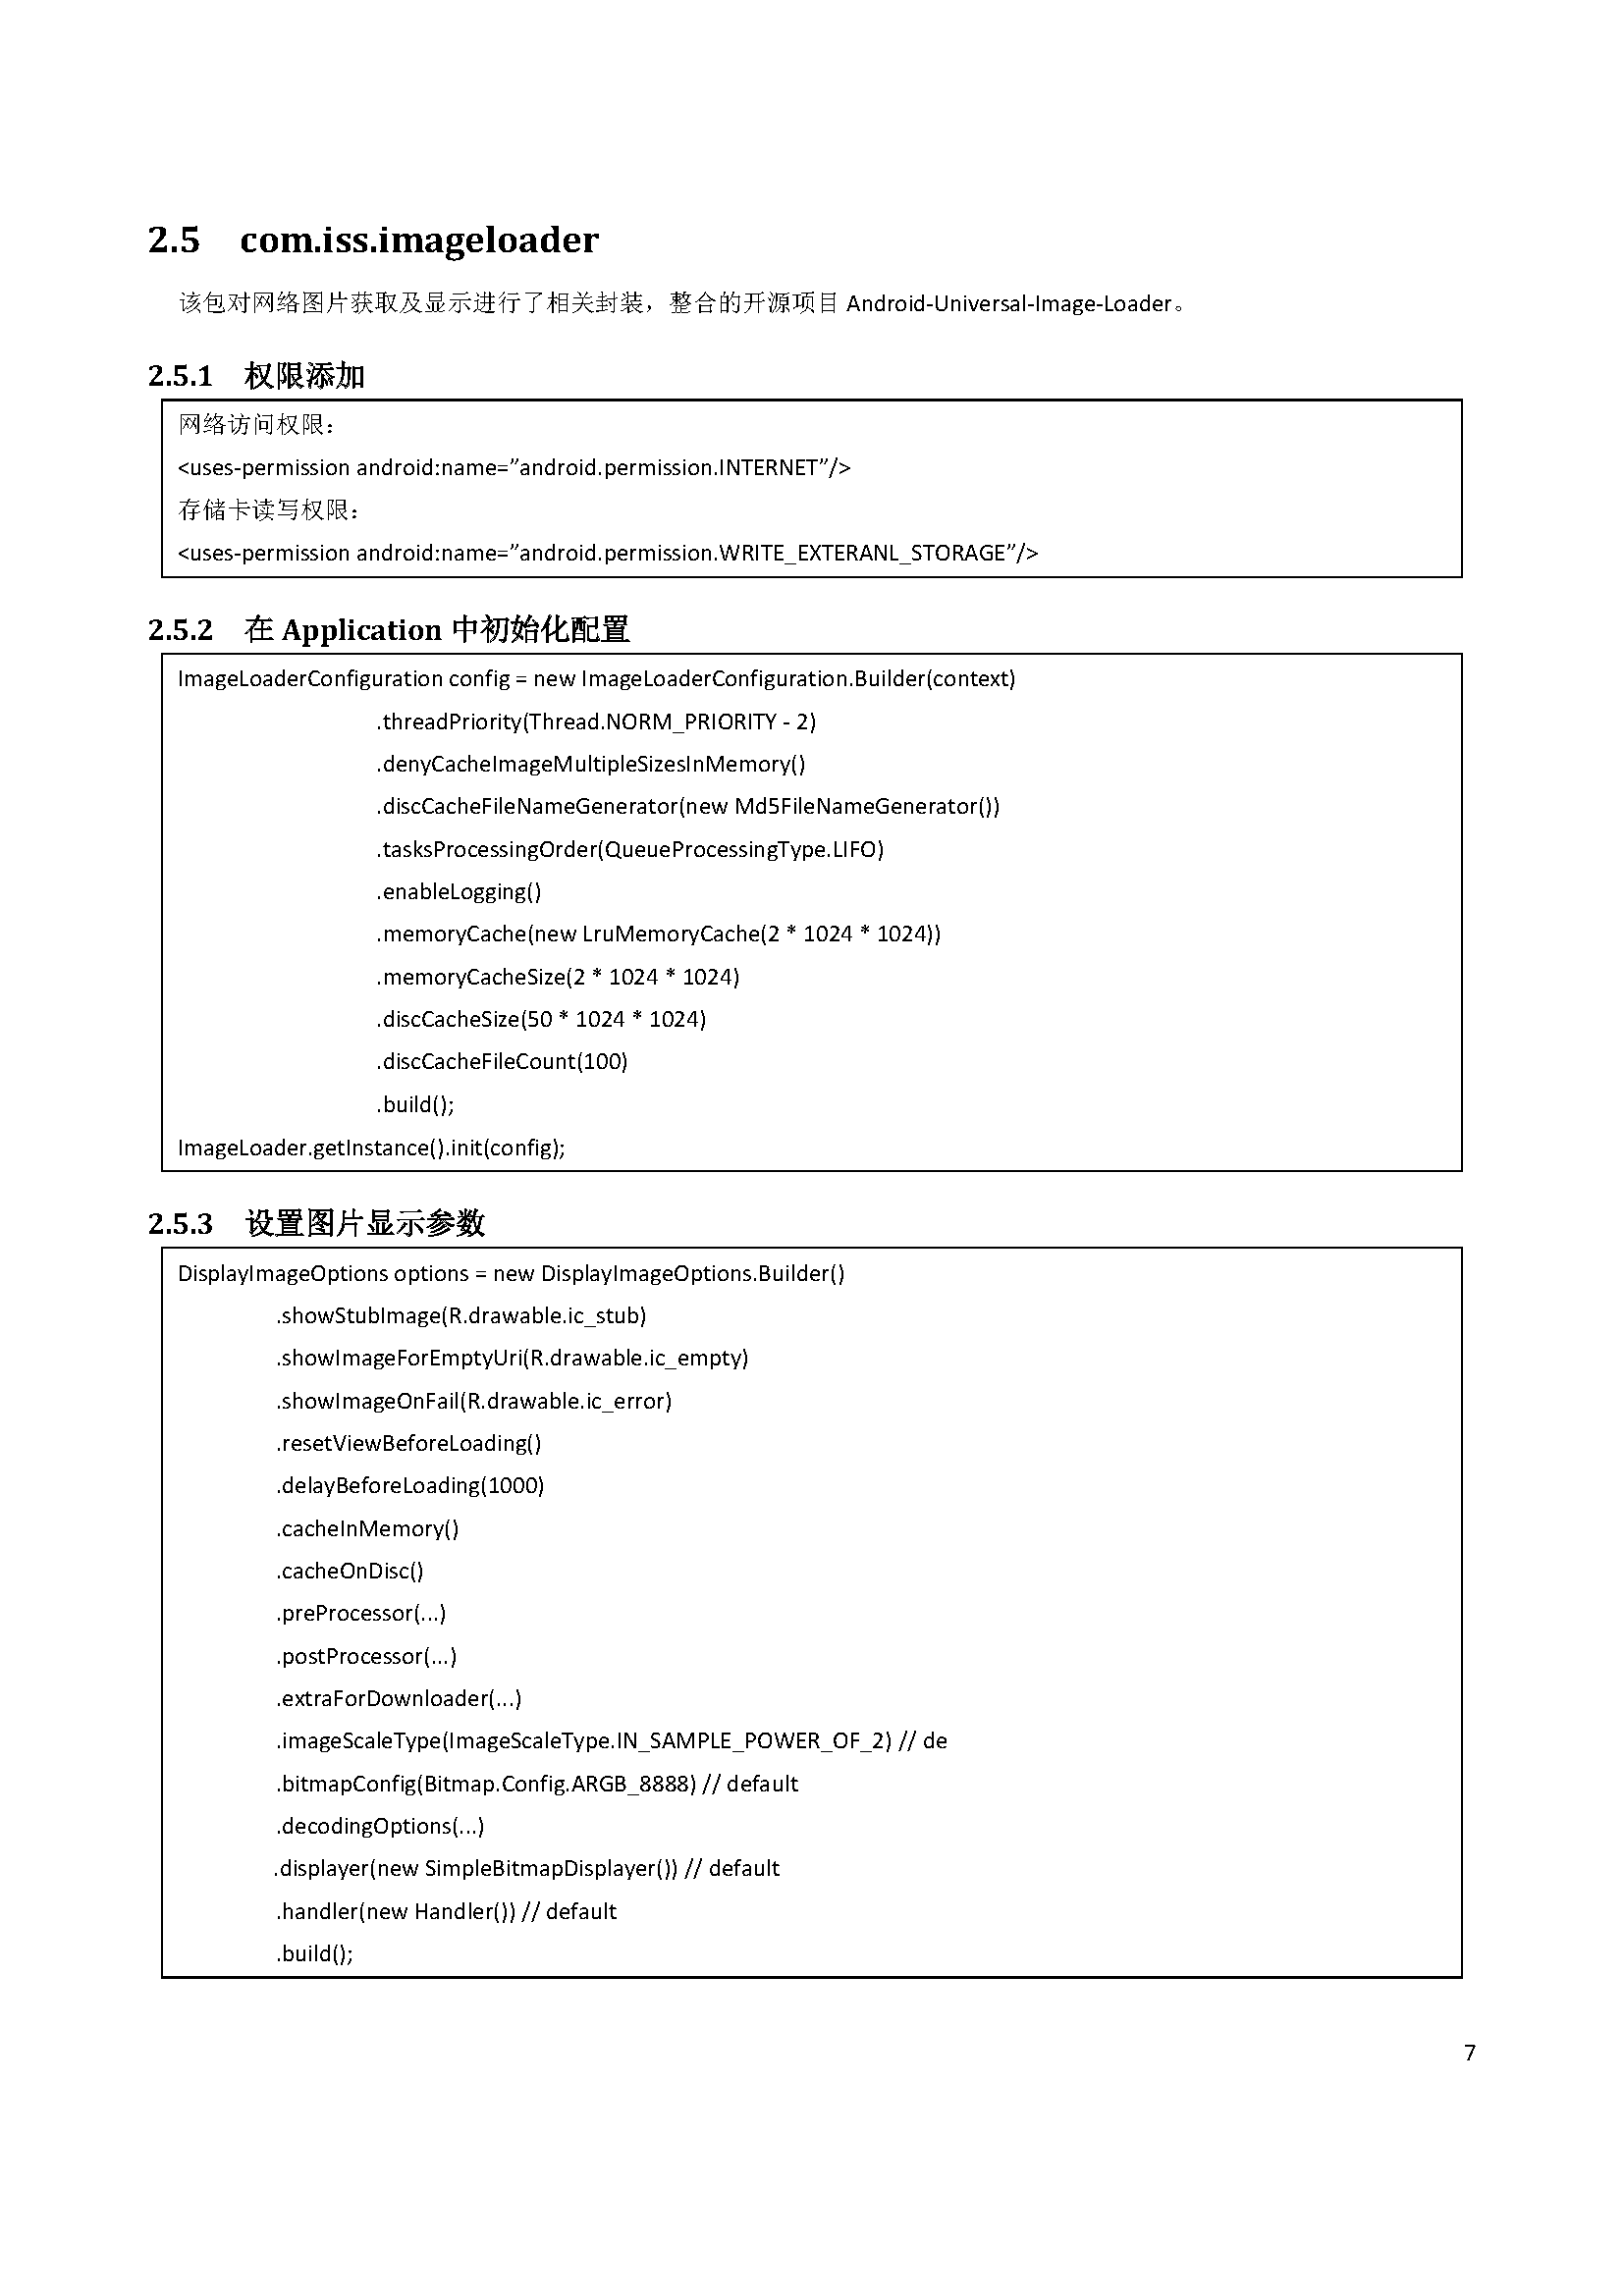 2.5 com.iss.imageloader
该包对网络图片获取及显示进行了相关封装，整合的开源项目 Android-Universal-Image-Loader。
2.5.1 权限添加
网络访问权限：
<uses-permission android:name=”android.permission.INTERNET”/>
存储卡读写权限：
<uses-permission android:name=”android.permission.WRITE_EXTERANL_STORAGE”/>
2.5.2 在 Application 中初始化配置
ImageLoaderConfiguration config = new ImageLoaderConfiguration.Builder(context)
.threadPriority(Thread.NORM_PRIORITY - 2)
.denyCacheImageMultipleSizesInMemory()
.discCacheFileNameGenerator(new Md5FileNameGenerator())
.tasksProcessingOrder(QueueProcessingType.LIFO)
.enableLogging()
.memoryCache(new LruMemoryCache(2 * 1024 * 1024))
.memoryCacheSize(2 * 1024 * 1024)
.discCacheSize(50 * 1024 * 1024)
.discCacheFileCount(100)
.build();
ImageLoader.getInstance().init(config);
2.5.3 设置图片显示参数
DisplayImageOptions options = new DisplayImageOptions.Builder()
.showStubImage(R.drawable.ic_stub)
.showImageForEmptyUri(R.drawable.ic_empty)
.showImageOnFail(R.drawable.ic_error)
.resetViewBeforeLoading()
.delayBeforeLoading(1000)
.cacheInMemory()
.cacheOnDisc()
.preProcessor(...)
.postProcessor(...)
.extraForDownloader(...)
.imageScaleType(ImageScaleType.IN_SAMPLE_POWER_OF_2) // de
.bitmapConfig(Bitmap.Config.ARGB_8888) // default
.decodingOptions(...)
.displayer(new SimpleBitmapDisplayer()) // default
.handler(new Handler()) // default
.build();
7